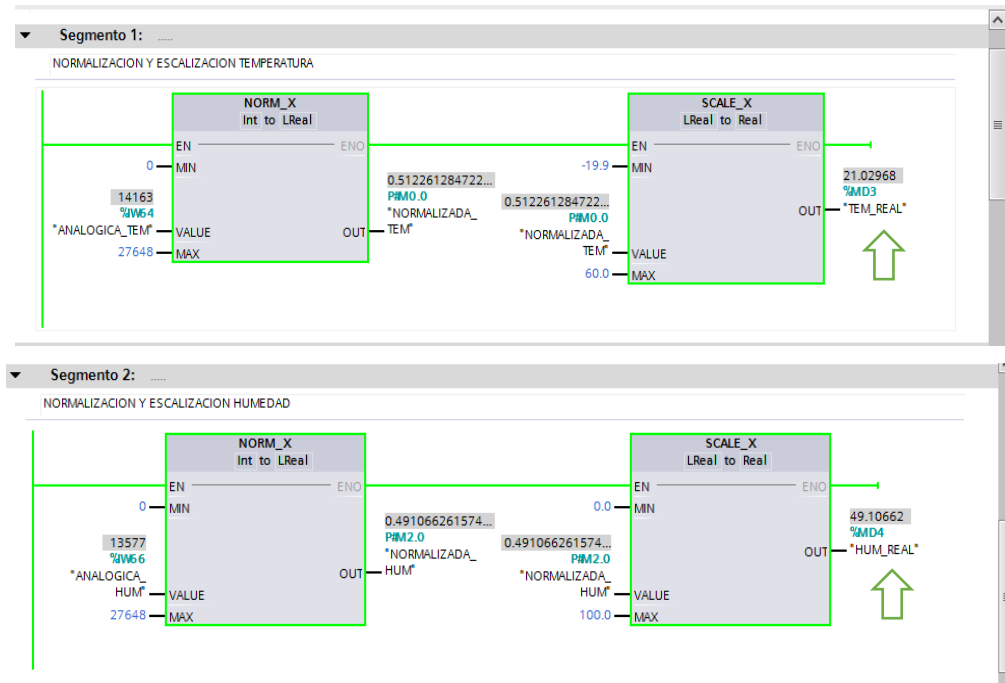 Segmento 1: .....
NORMALIZACION Y ESCALIZACION TEMPERATURA
NORM_X
Int to LReal
EN
ENO
0
MIN
14163
%IW64
"ANALOGICA_TEM"
VALUE
27648
MAX
OUT
0.512261284722...
P#M0.0
"NORMALIZADA_
TEM"
SCALE_X
LReal to Real
EN
ENO
-19.9
MIN
0.512261284722...
P#M0.0
"NORMALIZADA_
TEM"
VALUE
60.0
MAX
OUT
21.02968
%MD3
"TEM_REAL"
Segmento 2: .....
NORMALIZACION Y ESCALIZACION HUMEDAD
NORM_X
Int to LReal
EN
ENO
0
MIN
13577
%IW66
"ANALOGICA_
HUM"
VALUE
27648
MAX
OUT
0.491066261574...
P#M2.0
"NORMALIZADA_
HUM"
SCALE_X
LReal to Real
EN
ENO
0.0
MIN
0.491066261574...
P#M2.0
"NORMALIZADA_
HUM"
VALUE
100.0
MAX
OUT
49.10662
%MD4
"HUM_REAL"